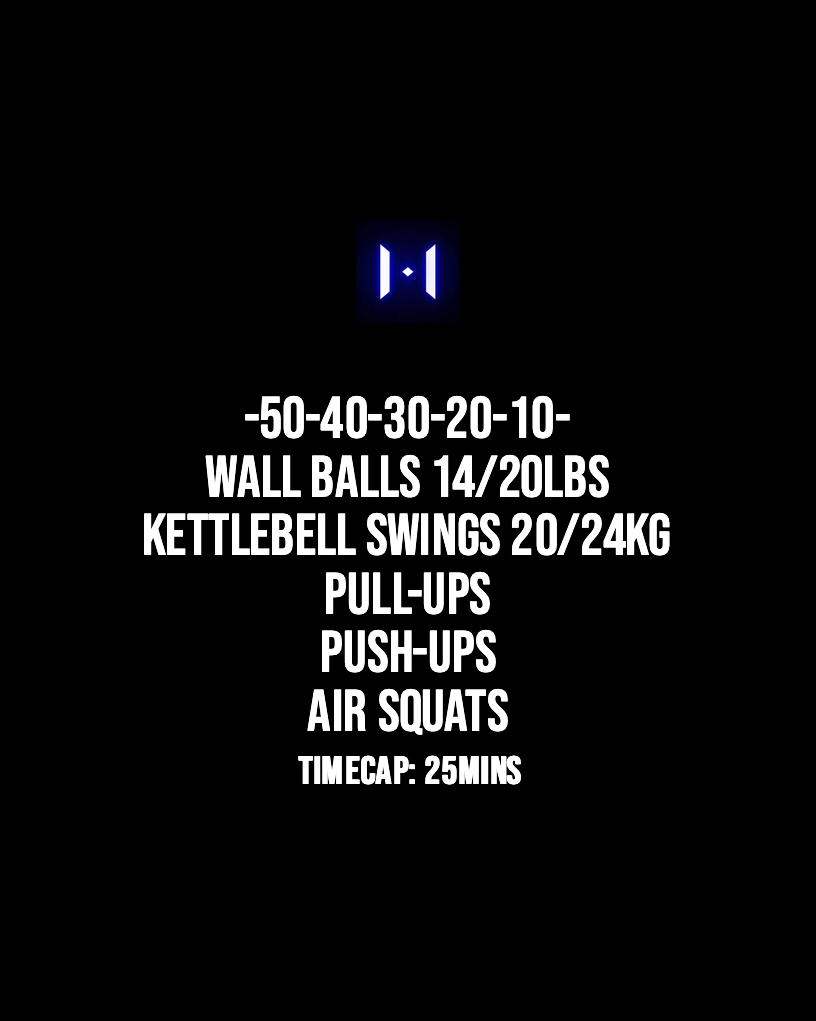 -50-40-30-20-10-
WALL BALLS 14/20LBS
KETTLEBELL SWINGS 20/24KG
PULL-UPS
PUSH-UPS
AIR SQUATS
TIMECAP: 25MINS